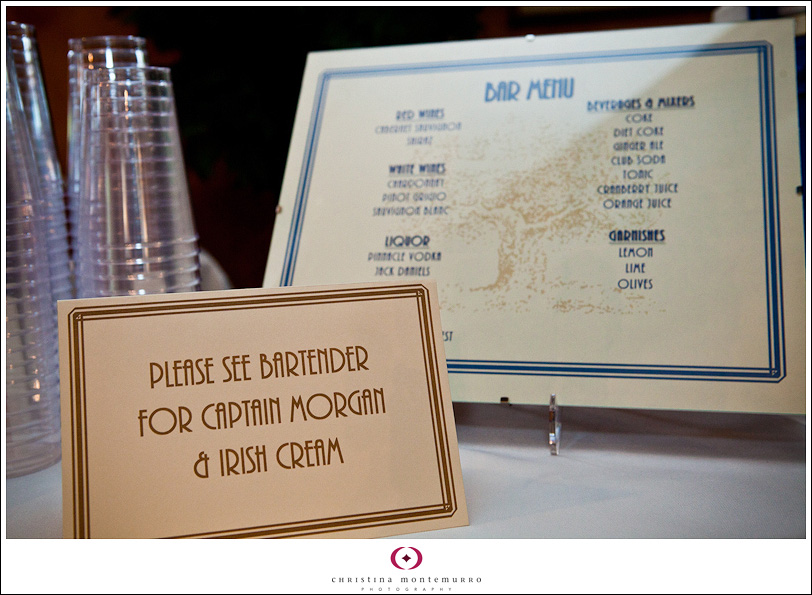 BAR MENU
RED WINES
CABERNET SAUVIGNON
SHIRAZ
WHITE WINES
CHARDONNAY
PINOT GRIGIO
SAUVIGNON BLANC
LIQUOR
PINNACLE VODKA
JACK DANIELS
BEVERAGES & MIXERS
COKE
DIET COKE
GINGER ALE
CLUB SODA
TONIC
CRANBERRY JUICE
ORANGE JUICE
GARNISHES
LEMON
LIME
OLIVES
PLEASE SEE BARTENDER
FOR CAPTAIN MORGAN
& IRISH CREAM
CHRISTINA MONTEMURRO
PHOTOGRAPHY